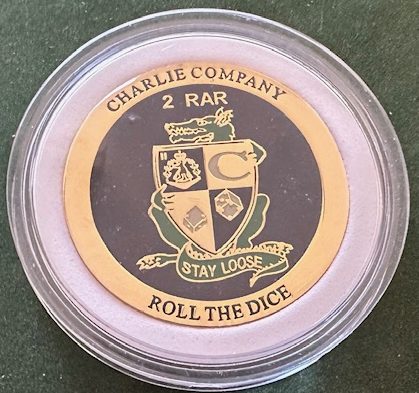 CHARLIE COMPANY
2 RAR
C
STAY LOOSE
ROLL THE DICE